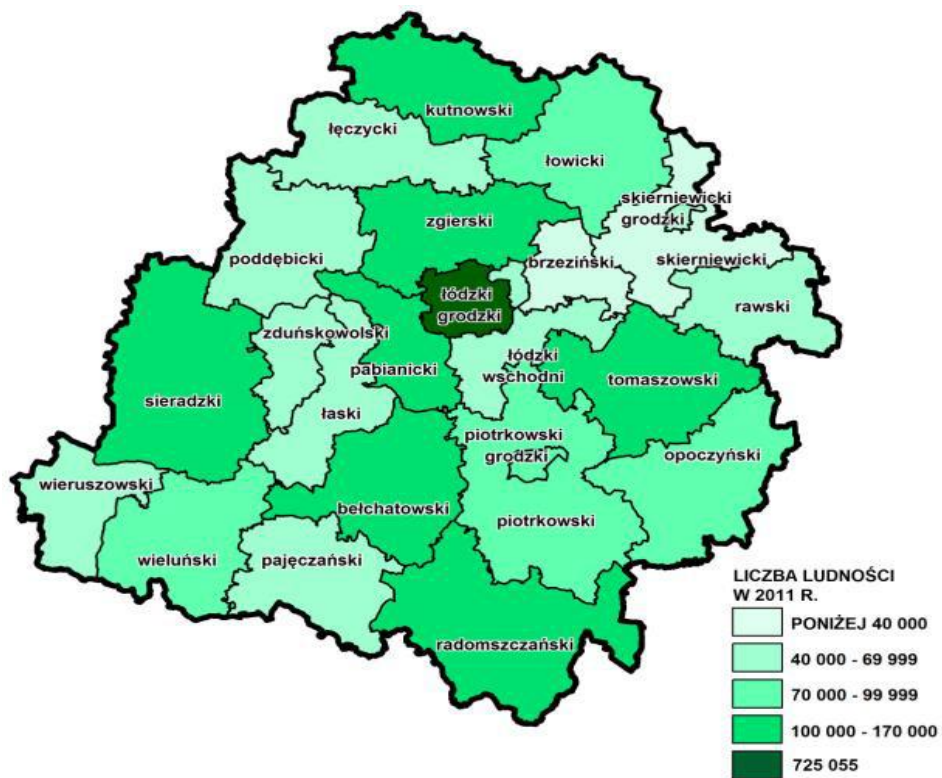 kutnowski
łęczycki
łowicki
skierniewicki
grodzki
zgierski
poddębicki
brzeziński
skierniewicki
rawski
łódzki
grodzki
zduńskowolski
pabianicki
łódzki
wschodni
tomaszowski
sieradzki
łaski
piotrkowski
grodzki
opoczyński
wieruszowski
bełchatowski
piotrkowski
wieluński
pajęczański
radomszczański
LICZBA LUDNOŚCI
W 2011 R.
PONIŻEJ 40 000
40 000 - 69 999
70 000 - 99 999
100 000 - 170 000
725 055